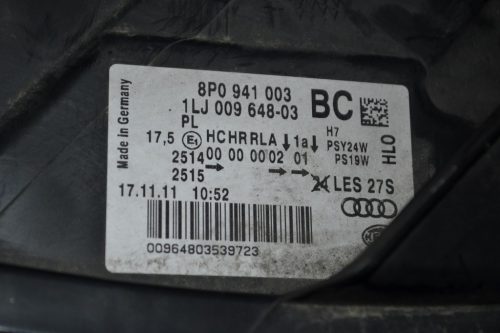 Made in Germany
8P0 941 003 BC
1LJ 009 648-03
PL H7
17,5 E1 HCHRRLA ↓ 1a ↓ PSY24W
2514 00 00 00 02 01 PS19W
2515 → → → HLO
LES 27S
17.11.11 10:52
00964803539723